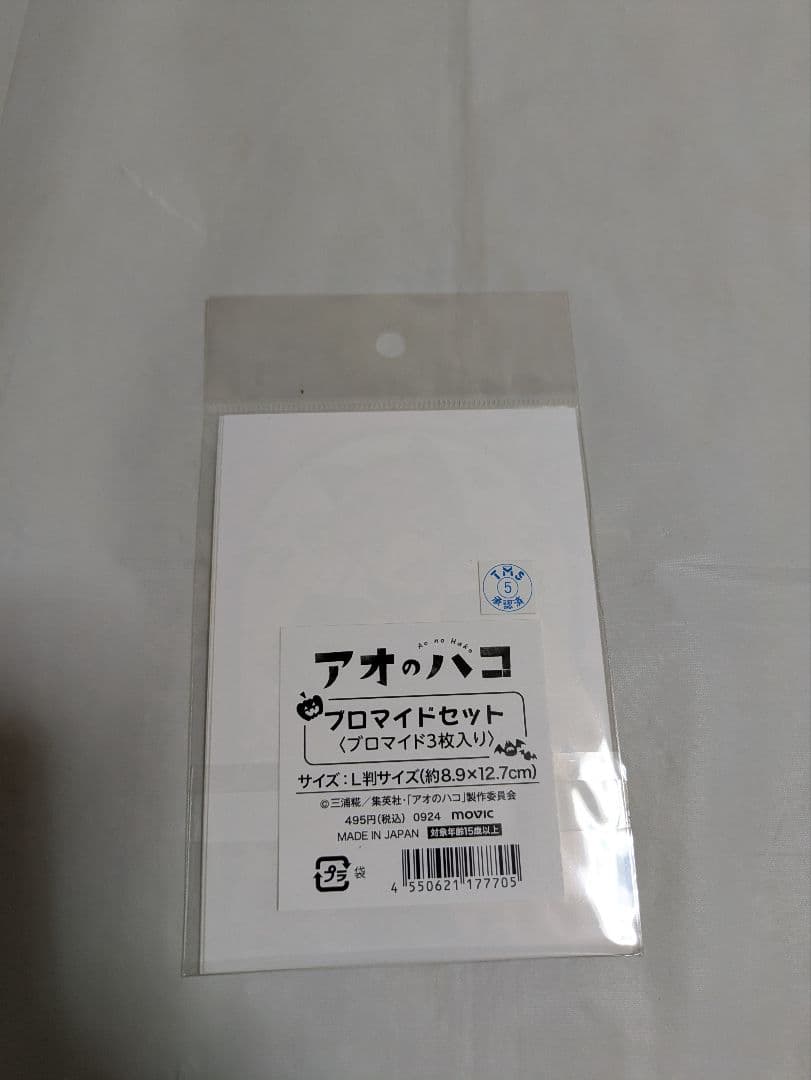 TMS
5
承認済
Ao no Hako
アオのハコ
ブロマイドセット
〈ブロマイド3枚入り〉
サイズ:L判サイズ(約8.9×12.7cm)
©三浦糀/集英社・「アオのハコ」製作委員会
495円(税込) 0924 movic
MADE IN JAPAN 対象年齢15歳以上
プラ 袋
4 550621 177705